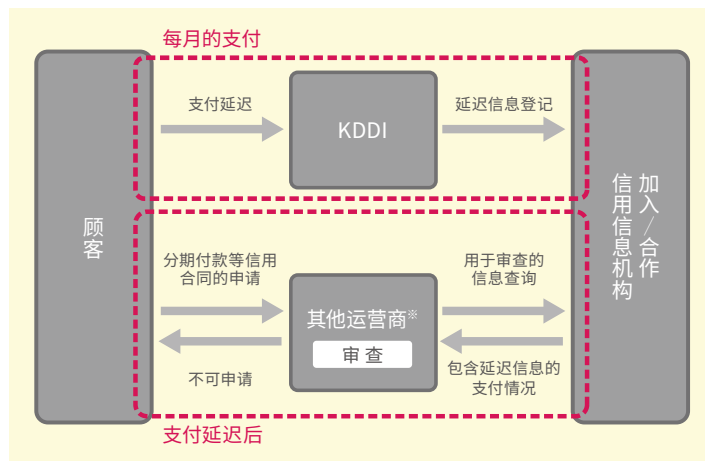 每月的支付
支付延迟
KDDI
延迟信息登记
顾客
加入/合作
信用信息机构
分期付款等信用
合同的申请
其他运营商※
审查
用于审查的
信息查询
不可申请
包含延迟信息的
支付情况
支付延迟后